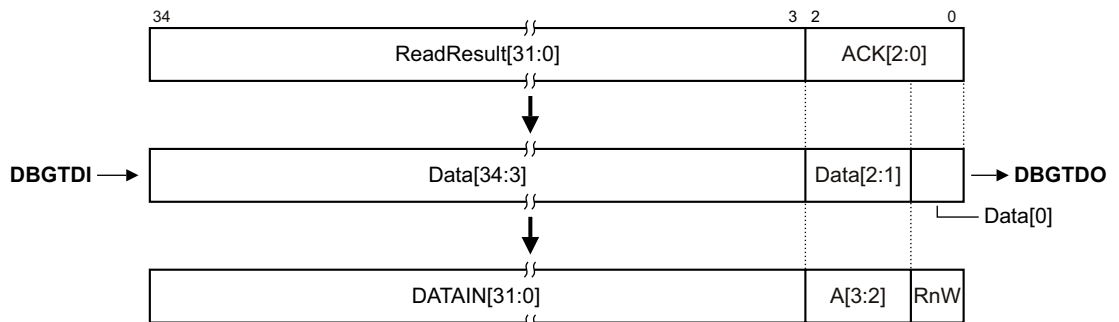 34 3 2 0
ReadResult[31:0] ACK[2:0]
DBGTDI Data[34:3] Data[2:1] DBGTDO
Data[0]
DATAIN[31:0] A[3:2] RnW